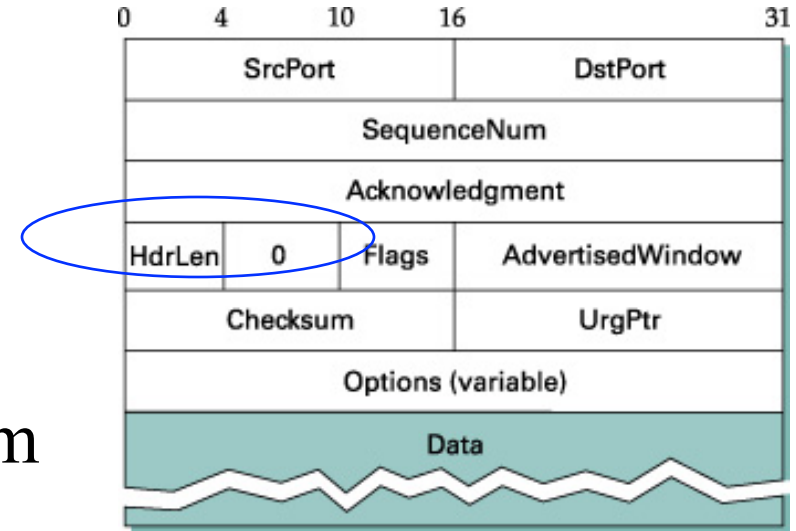 0 4 10 16 31
SrcPort DstPort
SequenceNum
Acknowledgment
HdrLen 0 Flags AdvertisedWindow
Checksum UrgPtr
Options (variable)
m
Data